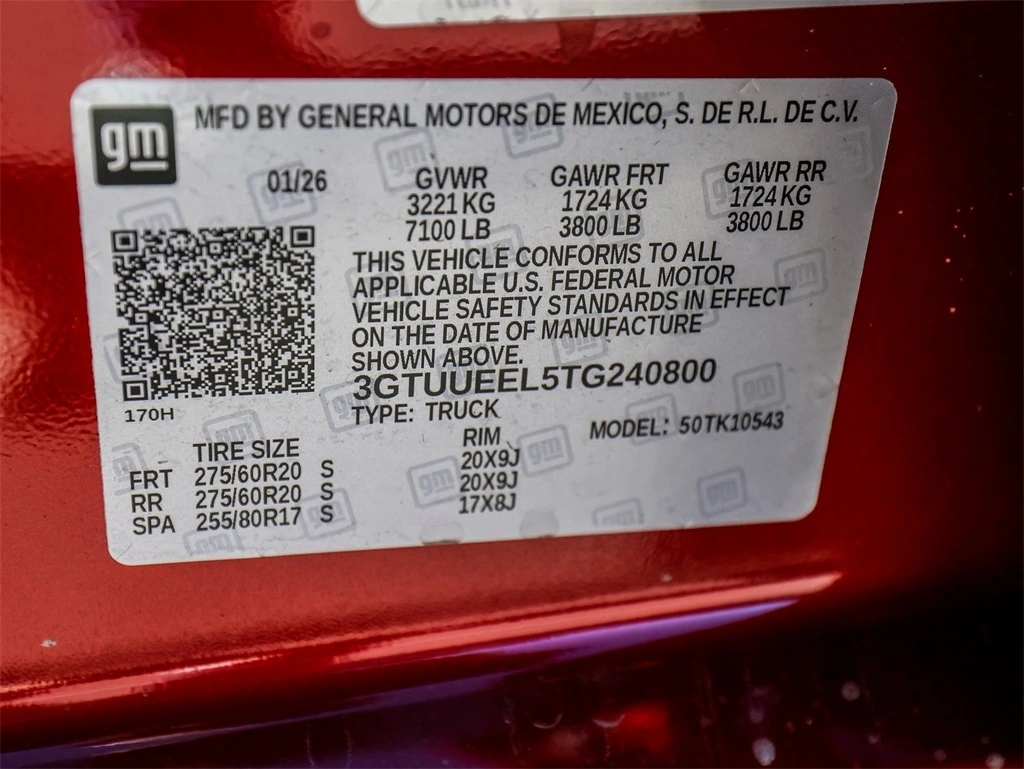 gm MFD BY GENERAL MOTORS DE MEXICO, S. DE R.L. DE C.V.
01/26 GVWR GAWR FRT GAWR RR
3221 KG 1724 KG 1724 KG
7100 LB 3800 LB 3800 LB
THIS VEHICLE CONFORMS TO ALL
APPLICABLE U.S. FEDERAL MOTOR
VEHICLE SAFETY STANDARDS IN EFFECT
ON THE DATE OF MANUFACTURE
SHOWN ABOVE.
3GTUUEEL5TG240800
170H TYPE: TRUCK MODEL: 50TK10543
TIRE SIZE RIM
FRT 275/60R20 S 20X9J
RR 275/60R20 S 20X9J
SPA 255/80R17 S 17X8J